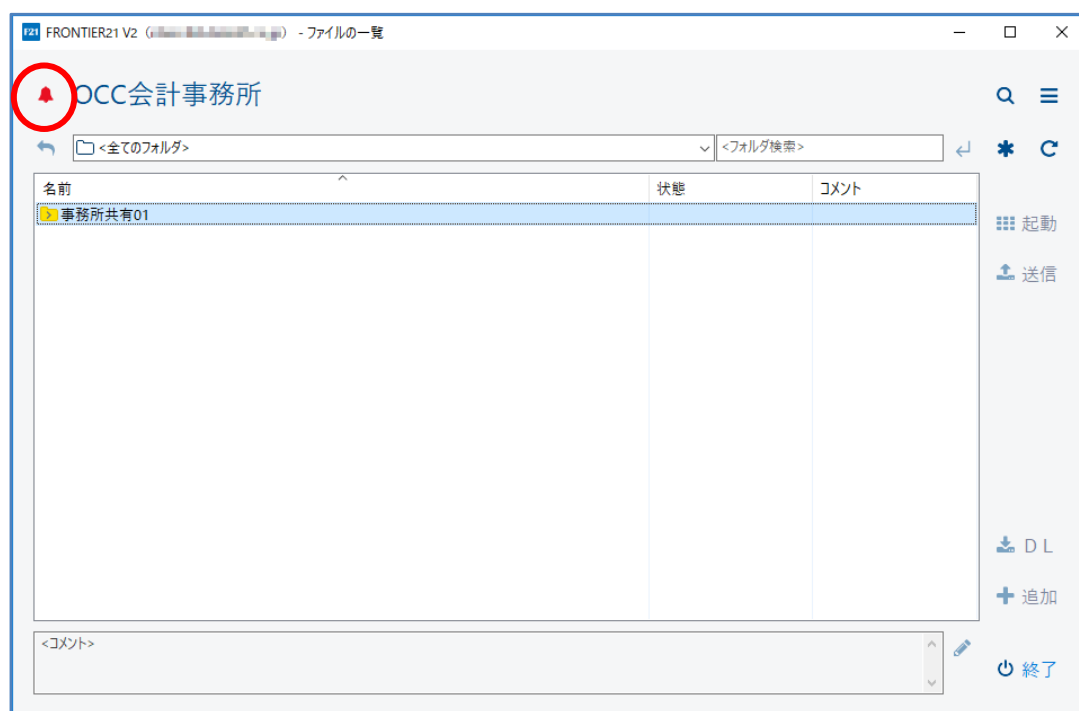 F21 FRONTIER21 V2（ ） - ファイルの一覧
OCC会計事務所
<全てのフォルダ> <フォルダ検索>
名前 状態 コメント
事務所共有01
起動
送信
ＤＬ
追加
<コメント>
終了